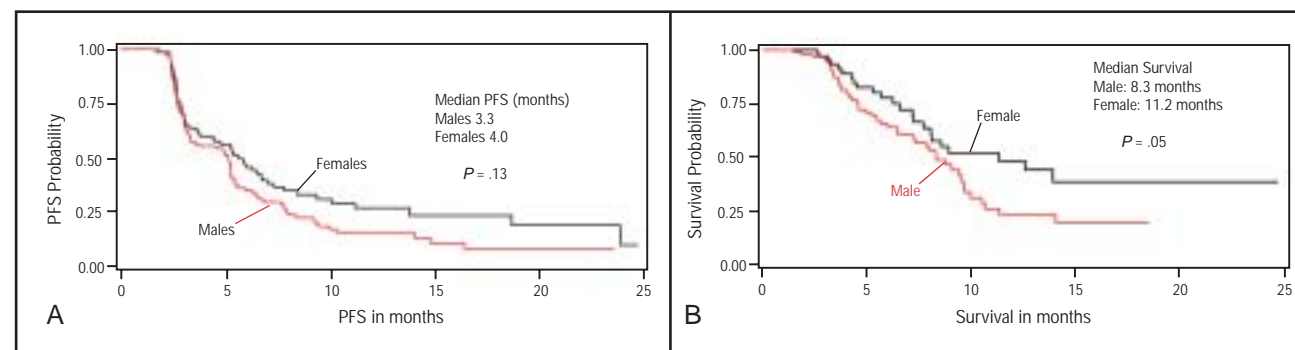 1.00
0.75
0.50
0.25
0.00
PFS Probability
Median PFS (months)
Males 3.3
Females 4.0
P = .13
Females
Males
0 5 10 15 20 25
PFS in months
A
1.00
0.75
0.50
0.25
0.00
Survival Probability
Median Survival
Male: 8.3 months
Female: 11.2 months
P = .05
Female
Male
0 5 10 15 20 25
Survival in months
B